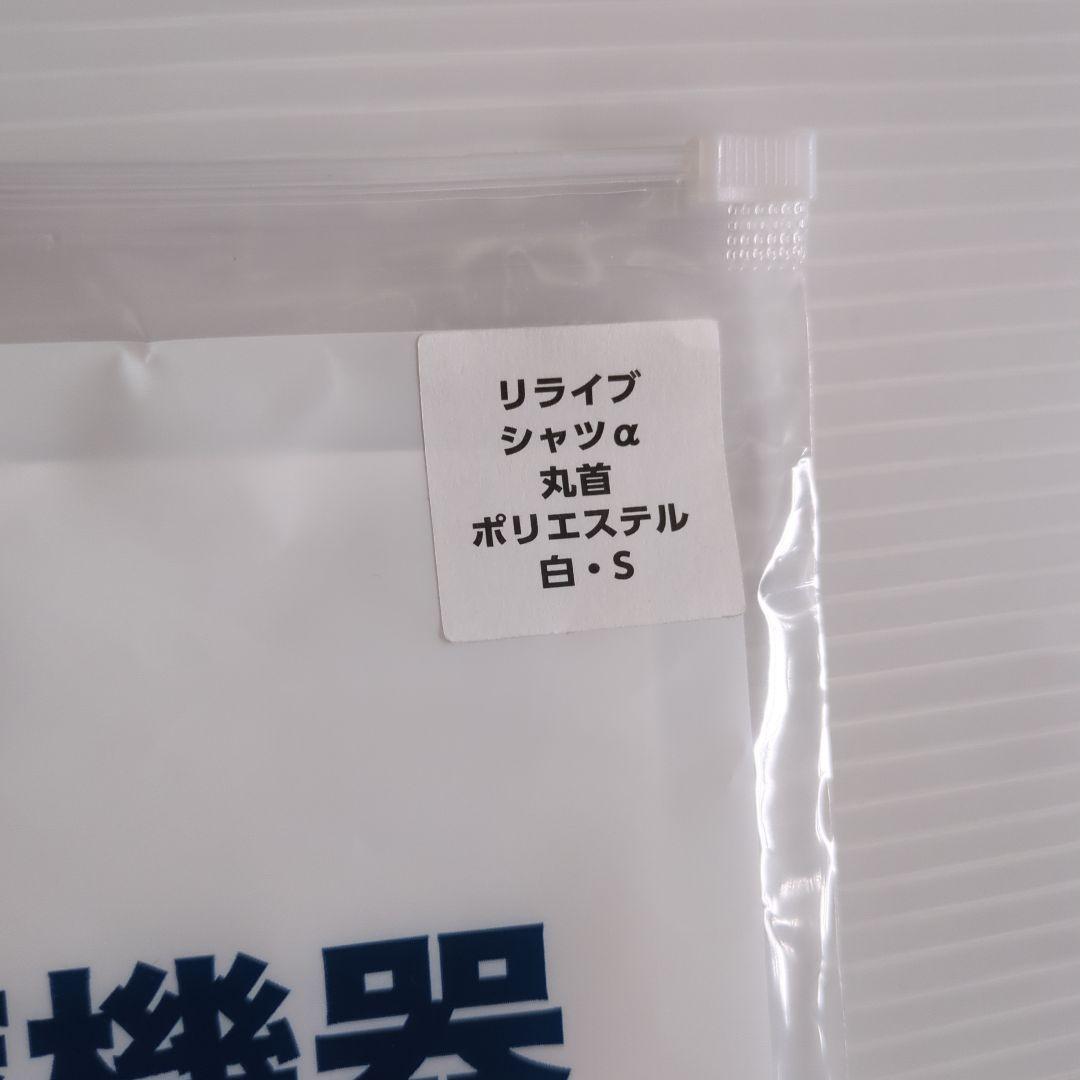 リライブ
シャツα
丸首
ポリエステル
白・S
機器